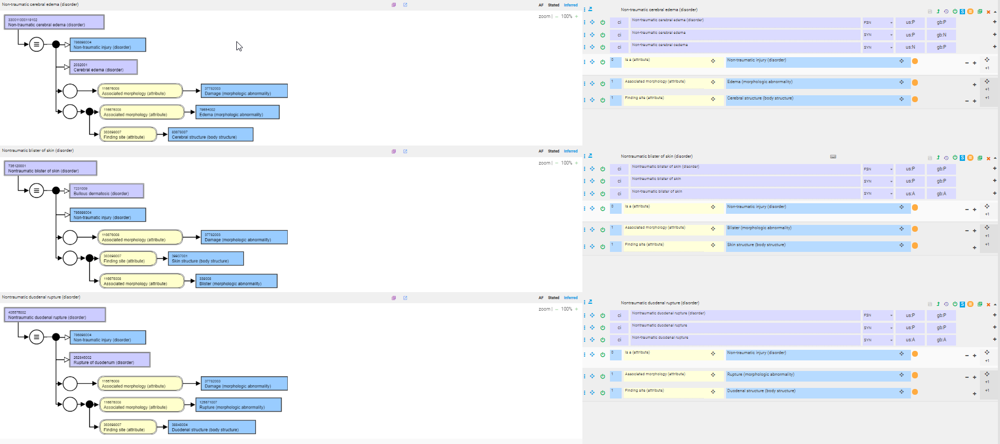 Non-traumatic cerebral edema (disorder)
AF Stated Inferred
zoom | − 100% +
330011000119102
Non-traumatic cerebral edema (disorder)
786898004
Non-traumatic injury (disorder)
2032001
Cerebral edema (disorder)
116676008
Associated morphology (attribute)
37782003
Damage (morphologic abnormality)
116676008
Associated morphology (attribute)
79654002
Edema (morphologic abnormality)
363698007
Finding site (attribute)
83678007
Cerebral structure (body structure)
Non-traumatic cerebral edema (disorder)
S
ci Non-traumatic cerebral edema (disorder) FSN us:P gb:P +
ci Non-traumatic cerebral edema SYN us:P gb:N +
ci Non-traumatic cerebral oedema SYN us:N gb:P +
0 Is a (attribute) Non-traumatic injury (disorder) − + +1
1 Associated morphology (attribute) Edema (morphologic abnormality) + +1
1 Finding site (attribute) Cerebral structure (body structure) − + +1
Nontraumatic blister of skin (disorder)
AF Stated Inferred
zoom | − 100% +
736120001
Nontraumatic blister of skin (disorder)
7231009
Bullous dermatosis (disorder)
786898004
Non-traumatic injury (disorder)
116676008
Associated morphology (attribute)
37782003
Damage (morphologic abnormality)
363698007
Finding site (attribute)
39937001
Skin structure (body structure)
116676008
Associated morphology (attribute)
339008
Blister (morphologic abnormality)
Nontraumatic blister of skin (disorder)
S
ci Nontraumatic blister of skin (disorder) FSN us:P gb:P +
ci Nontraumatic blister of skin SYN us:P gb:P +
ci Non-traumatic blister of skin SYN us:A gb:A +
0 Is a (attribute) Non-traumatic injury (disorder) − + +1
1 Associated morphology (attribute) Blister (morphologic abnormality) − + +1
1 Finding site (attribute) Skin structure (body structure) + +1
Nontraumatic duodenal rupture (disorder)
AF Stated Inferred
zoom | − 100% +
405576002
Nontraumatic duodenal rupture (disorder)
786898004
Non-traumatic injury (disorder)
262846002
Rupture of duodenum (disorder)
116676008
Associated morphology (attribute)
37782003
Damage (morphologic abnormality)
116676008
Associated morphology (attribute)
125671007
Rupture (morphologic abnormality)
363698007
Finding site (attribute)
38848004
Duodenal structure (body structure)
Nontraumatic duodenal rupture (disorder)
S
ci Nontraumatic duodenal rupture (disorder) FSN us:P gb:P +
ci Nontraumatic duodenal rupture SYN us:P gb:P +
ci Non-traumatic duodenal rupture SYN us:A gb:A +
0 Is a (attribute) Non-traumatic injury (disorder) − + +1
1 Associated morphology (attribute) Rupture (morphologic abnormality) − + +1
1 Finding site (attribute) Duodenal structure (body structure) + +1